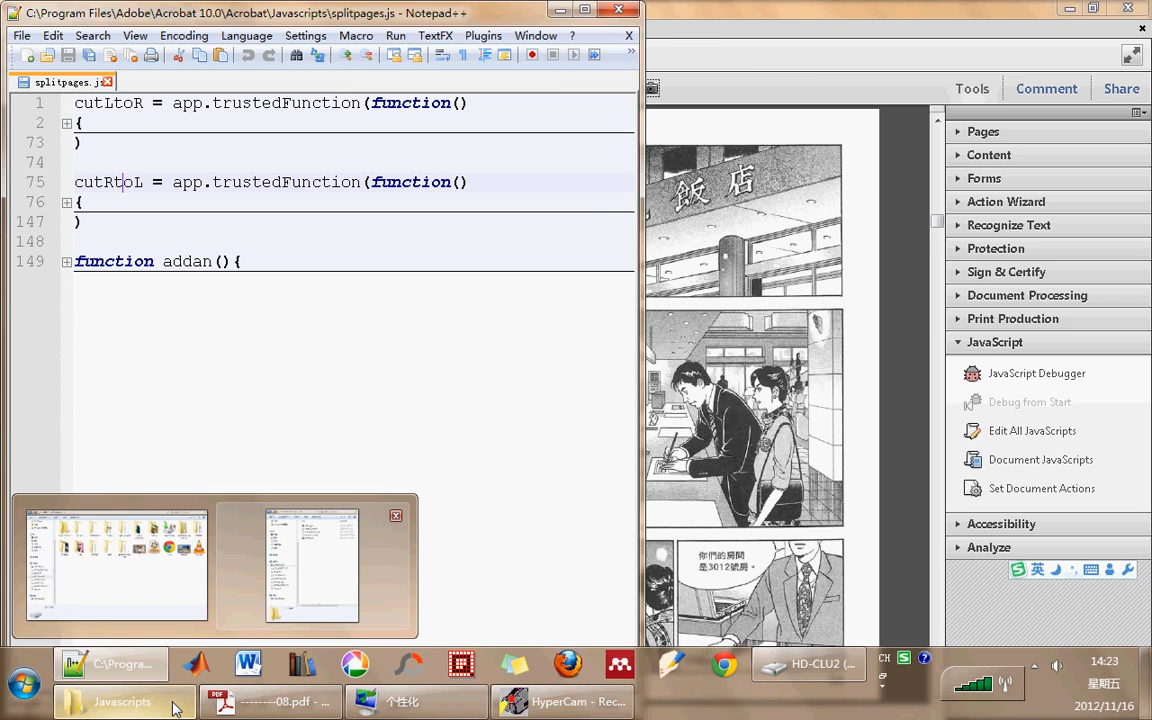 C:\Program Files\Adobe\Acrobat 10.0\Acrobat\Javascripts\splitpages.js - Notepad++
File Edit Search View Encoding Language Settings Macro Run TextFX Plugins Window ? X
splitpages.js
1 cutLtoR = app.trustedFunction(function()
2 {
73 )
74
75 cutRtoL = app.trustedFunction(function()
76 {
147 )
148
149 function addan(){
飯店
你們的房間
是3012號房。
Tools Comment Share
Pages
Content
Forms
Action Wizard
Recognize Text
Protection
Sign & Certify
Document Processing
Print Production
JavaScript
JavaScript Debugger
Debug from Start
Edit All JavaScripts
Document JavaScripts
Set Document Actions
Accessibility
Analyze
英
C:\Progra...
HD-CLU2 (...
CH
14:23
星期五
2012/11/16
Javascripts
--------08.pdf - ...
个性化
HyperCam - Rec...